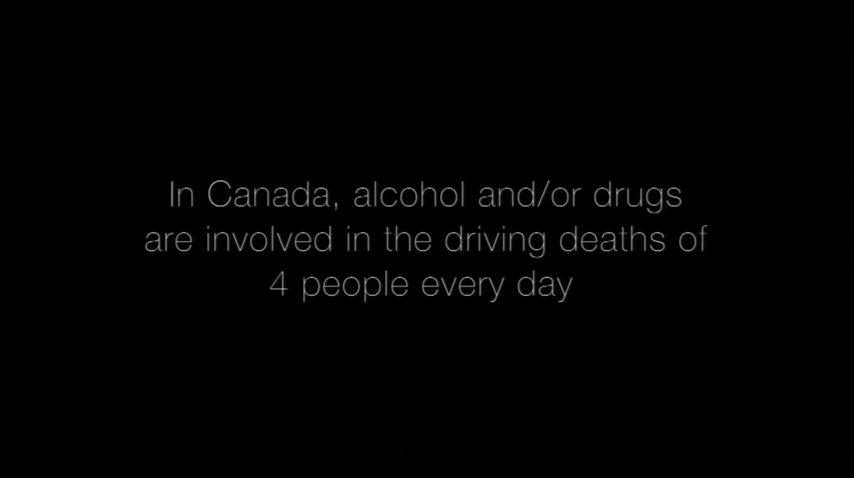 In Canada, alcohol and/or drugs
are involved in the driving deaths of
4 people every day